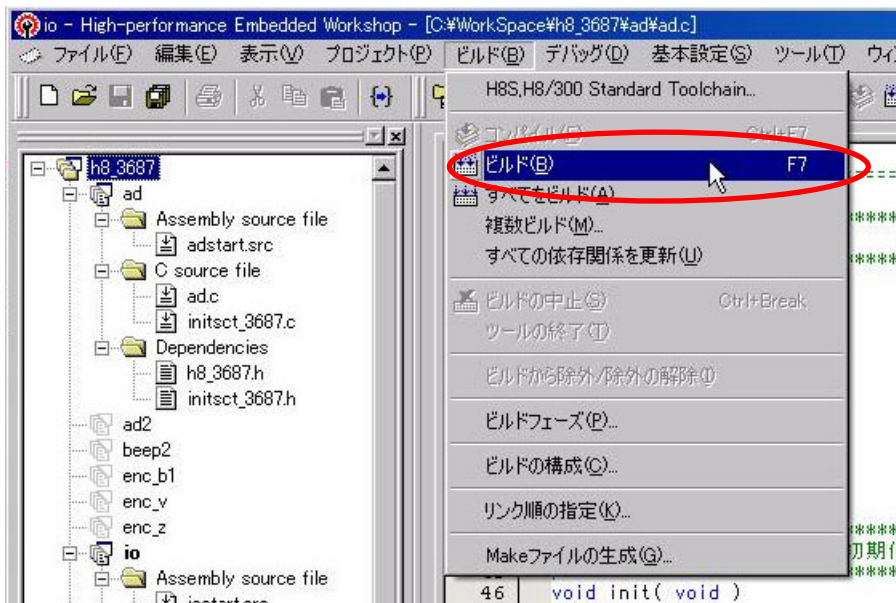 io - High-performance Embedded Workshop - [C:¥WorkSpace¥h8_3687¥ad¥ad.c]
ファイル(F) 編集(E) 表示(V) プロジェクト(P) ビルド(B) デバッグ(D) 基本設定(S) ツール(T) ウィ
H8S,H8/300 Standard Toolchain...
コンパイル(F) Ctrl+F7
ビルド(B) F7
すべてをビルド(A)
複数ビルド(M)...
すべての依存関係を更新(U)
ビルドの中止(S) Ctrl+Break
ツールの終了(T)
ビルドから除外/除外の解除(I)
ビルドフェーズ(P)...
ビルドの構成(C)...
リンク順の指定(K)...
Makeファイルの生成(G)...
h8_3687
ad
Assembly source file
adstart.src
C source file
ad.c
initsct_3687.c
Dependencies
h8_3687.h
initsct_3687.h
ad2
beep2
enc_b1
enc_v
enc_z
io
Assembly source file
===
****
****
****
初期
****
46 void init( void )